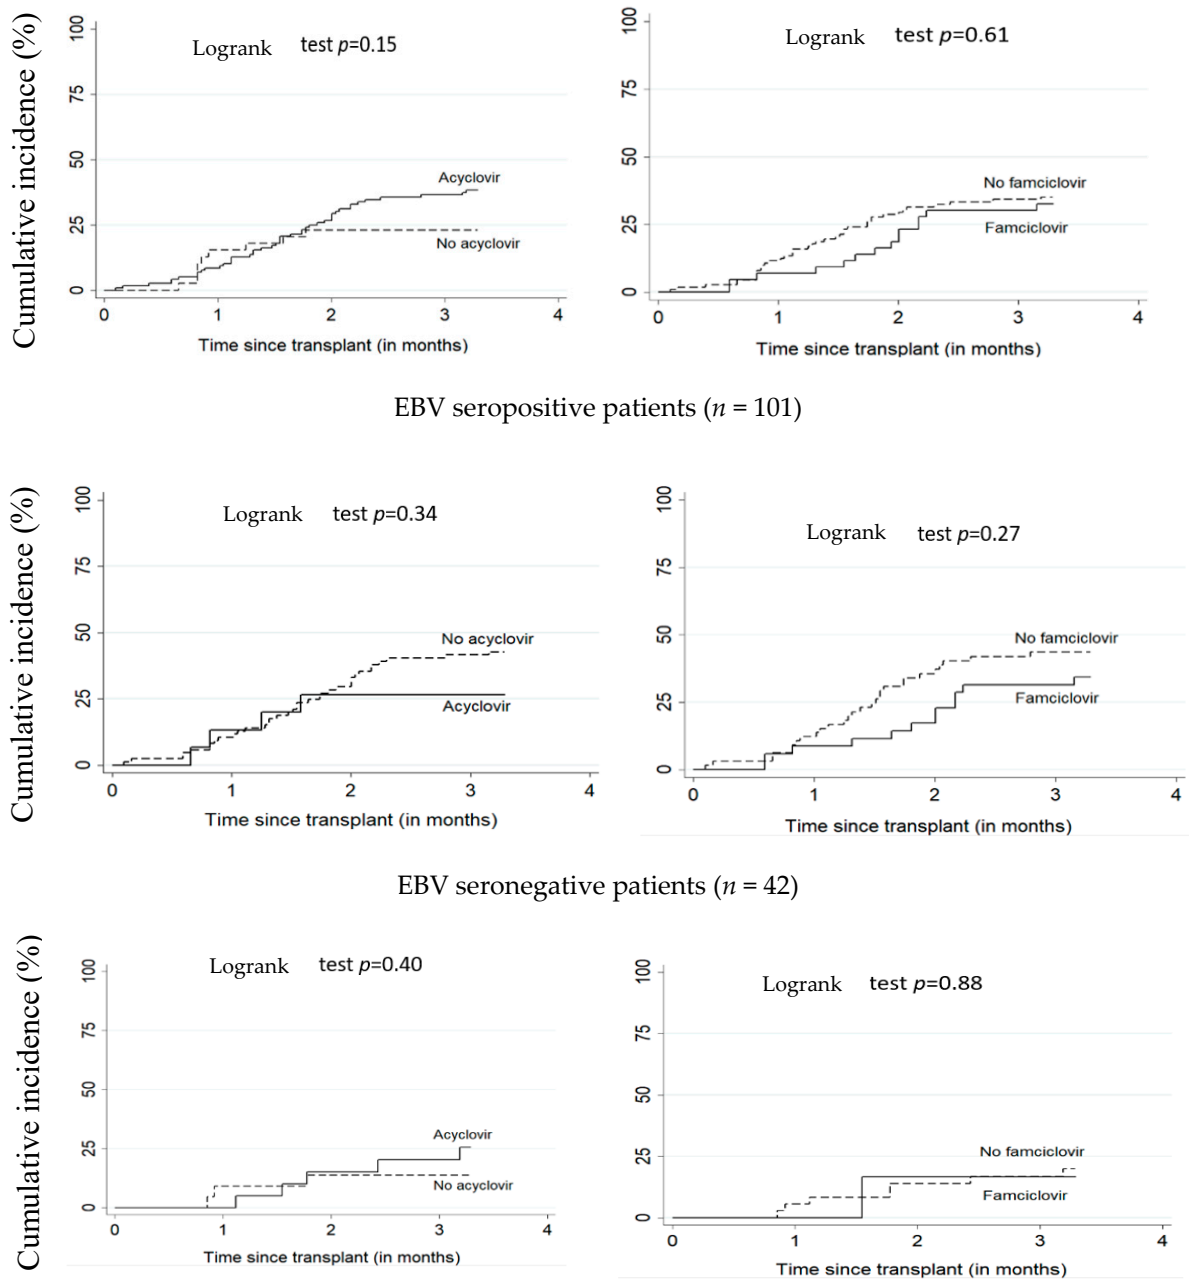 Cumulative incidence (%)
100
75
50
25
0
Logrank test p=0.15
Acyclovir
No acyclovir
0 1 2 3 4
Time since transplant (in months)
100
75
50
25
0
Logrank test p=0.61
No famciclovir
Famciclovir
0 1 2 3 4
Time since transplant (in months)
EBV seropositive patients (n = 101)
Cumulative incidence (%)
100
75
50
25
0
Logrank test p=0.34
No acyclovir
Acyclovir
0 1 2 3 4
Time since transplant (in months)
100
75
50
25
0
Logrank test p=0.27
No famciclovir
Famciclovir
0 1 2 3 4
Time since transplant (in months)
EBV seronegative patients (n = 42)
Cumulative incidence (%)
100
75
50
25
0
Logrank test p=0.40
Acyclovir
No acyclovir
0 1 2 3 4
Time since transplant (in months)
100
75
50
25
0
Logrank test p=0.88
No famciclovir
Famciclovir
0 1 2 3 4
Time since transplant (in months)